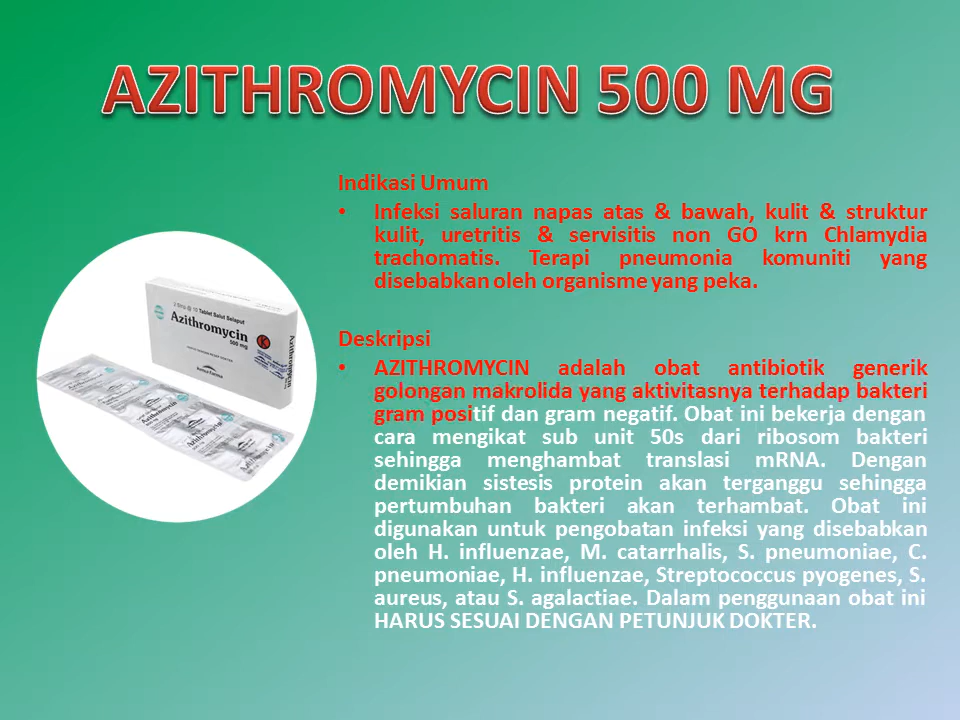 AZITHROMYCIN 500 MG
Indikasi Umum
• Infeksi saluran napas atas & bawah, kulit & struktur
kulit, uretritis & servisitis non GO krn Chlamydia
trachomatis. Terapi pneumonia komuniti yang
disebabkan oleh organisme yang peka.
Deskripsi
• AZITHROMYCIN adalah obat antibiotik generik
golongan makrolida yang aktivitasnya terhadap bakteri
gram positif dan gram negatif. Obat ini bekerja dengan
cara mengikat sub unit 50s dari ribosom bakteri
sehingga menghambat translasi mRNA. Dengan
demikian sistesis protein akan terganggu sehingga
pertumbuhan bakteri akan terhambat. Obat ini
digunakan untuk pengobatan infeksi yang disebabkan
oleh H. influenzae, M. catarrhalis, S. pneumoniae, C.
pneumoniae, H. influenzae, Streptococcus pyogenes, S.
aureus, atau S. agalactiae. Dalam penggunaan obat ini
HARUS SESUAI DENGAN PETUNJUK DOKTER.
Tablet Salut Selaput
Azithromycin
500 mg
K
Azithromycin
Azithromycin
Azithromycin